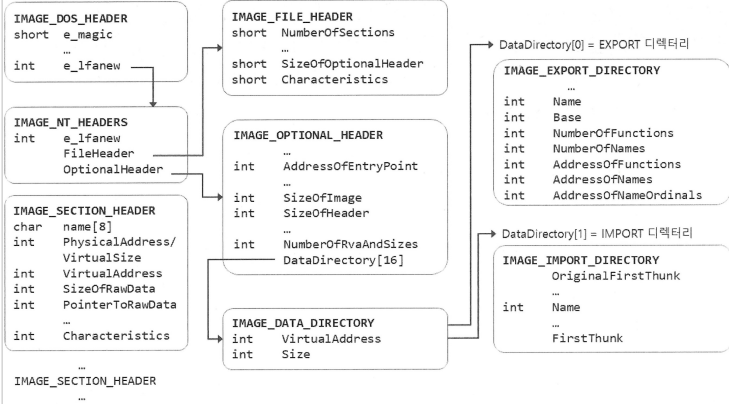 IMAGE_DOS_HEADER
short e_magic
…
int e_lfanew
IMAGE_NT_HEADERS
int e_lfanew
FileHeader
OptionalHeader
IMAGE_SECTION_HEADER
char name[8]
int PhysicalAddress/
VirtualSize
int VirtualAddress
int SizeOfRawData
int PointerToRawData
…
int Characteristics
…
IMAGE_SECTION_HEADER
…
IMAGE_FILE_HEADER
short NumberOfSections
…
short SizeOfOptionalHeader
short Characteristics
IMAGE_OPTIONAL_HEADER
…
int AddressOfEntryPoint
…
int SizeOfImage
int SizeOfHeader
…
int NumberOfRvaAndSizes
DataDirectory[16]
IMAGE_DATA_DIRECTORY
int VirtualAddress
int Size
DataDirectory[0] = EXPORT 디렉터리
IMAGE_EXPORT_DIRECTORY
…
int Name
int Base
int NumberOfFunctions
int NumberOfNames
int AddressOfFunctions
int AddressOfNames
int AddressOfNameOrdinals
DataDirectory[1] = IMPORT 디렉터리
IMAGE_IMPORT_DIRECTORY
OriginalFirstThunk
…
int Name
…
FirstThunk